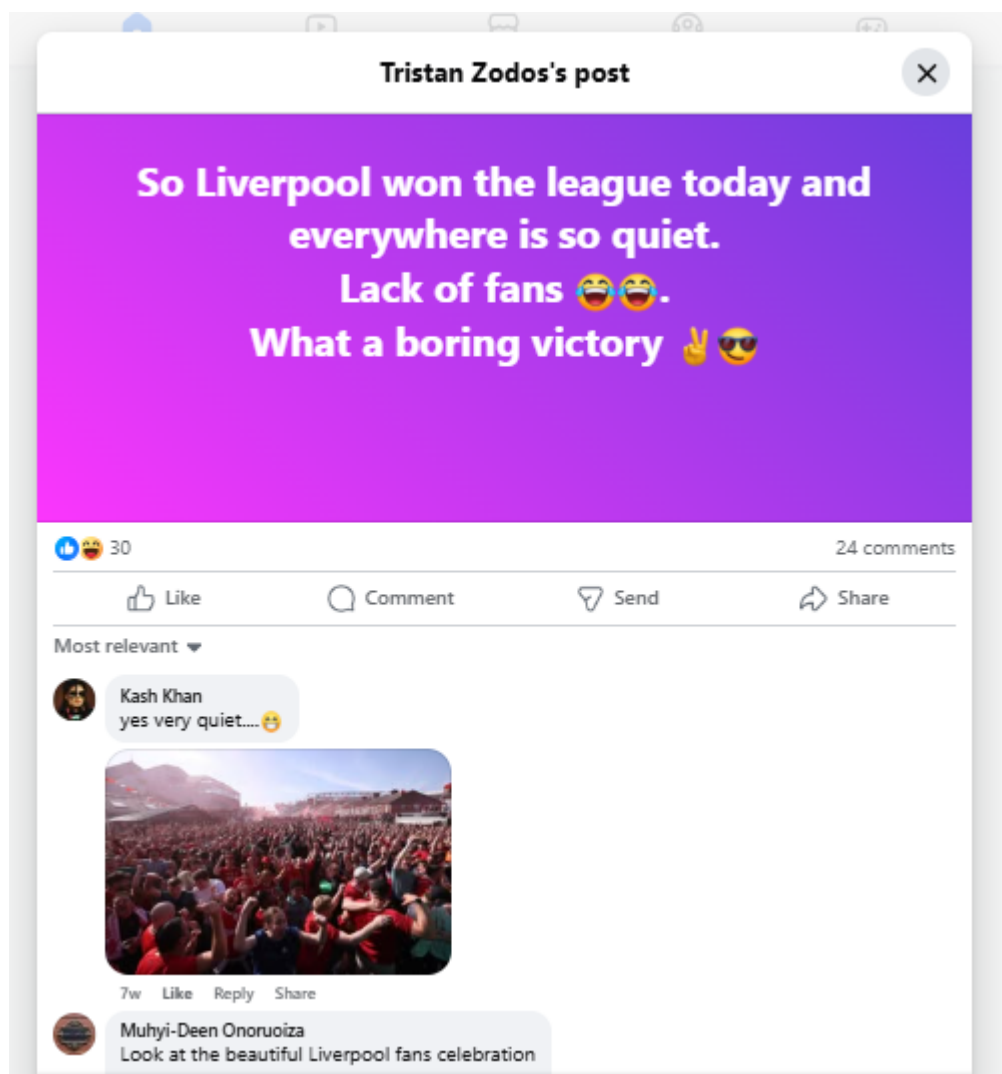 Tristan Zodos's post
So Liverpool won the league today and
everywhere is so quiet.
Lack of fans 😂😂.
What a boring victory ✌️😎
30
24 comments
Like
Comment
Send
Share
Most relevant
Kash Khan
yes very quiet....😁
7w Like Reply Share
Muhyi-Deen Onoruoiza
Look at the beautiful Liverpool fans celebration